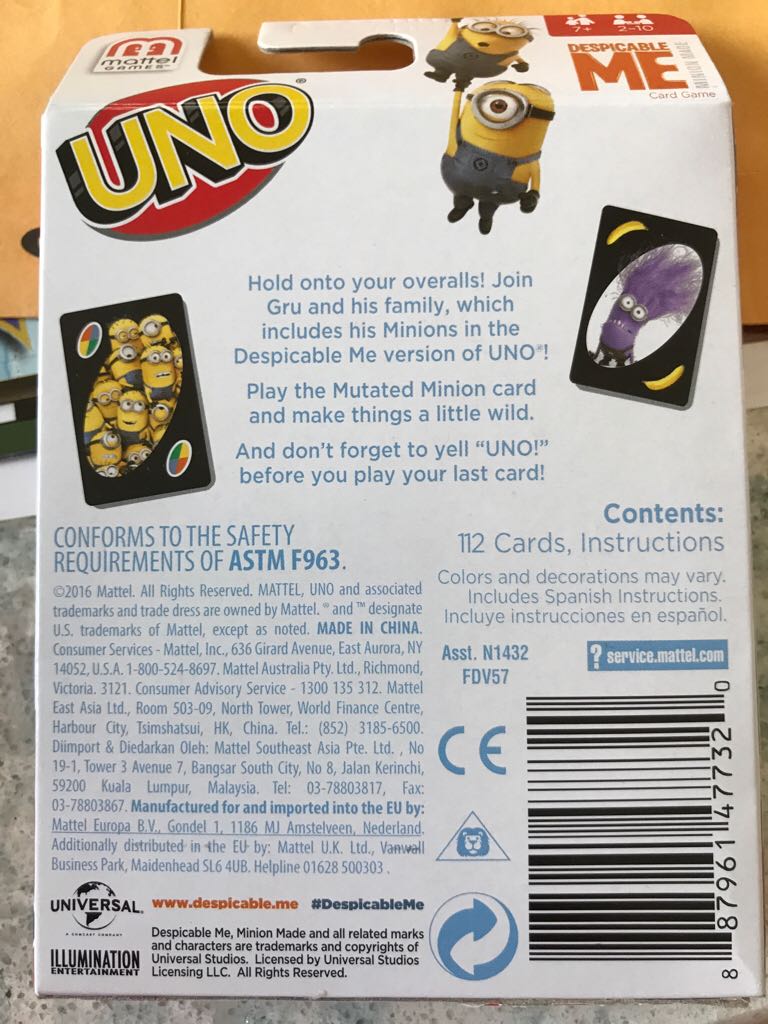 mattel
GAMES™
7+
2-10
DESPICABLE
ME
MINION MADE
Card Game
UNO®
Hold onto your overalls! Join
Gru and his family, which
includes his Minions in the
Despicable Me version of UNO®!
Play the Mutated Minion card
and make things a little wild.
And don't forget to yell “UNO!”
before you play your last card!
CONFORMS TO THE SAFETY
REQUIREMENTS OF ASTM F963.
©2016 Mattel. All Rights Reserved. MATTEL, UNO and associated
trademarks and trade dress are owned by Mattel. ® and ™ designate
U.S. trademarks of Mattel, except as noted. MADE IN CHINA.
Consumer Services - Mattel, Inc., 636 Girard Avenue, East Aurora, NY
14052, U.S.A. 1-800-524-8697. Mattel Australia Pty. Ltd., Richmond,
Victoria. 3121. Consumer Advisory Service - 1300 135 312. Mattel
East Asia Ltd., Room 503-09, North Tower, World Finance Centre,
Harbour City, Tsimshatsui, HK, China. Tel.: (852) 3185-6500.
Diimport & Diedarkan Oleh: Mattel Southeast Asia Pte. Ltd. , No
19-1, Tower 3 Avenue 7, Bangsar South City, No 8, Jalan Kerinchi,
59200 Kuala Lumpur, Malaysia. Tel: 03-78803817, Fax:
03-78803867. Manufactured for and imported into the EU by:
Mattel Europa B.V., Gondel 1, 1186 MJ Amstelveen, Nederland.
Additionally distributed in the EU by: Mattel U.K. Ltd., Vanwall
Business Park, Maidenhead SL6 4UB. Helpline 01628 500303 .
Contents:
112 Cards, Instructions
Colors and decorations may vary.
Includes Spanish Instructions.
Incluye instrucciones en español.
Asst. N1432
FDV57
? service.mattel.com
CE
8 87961 47732 0
UNIVERSAL
A COMCAST COMPANY
ILLUMINATION
ENTERTAINMENT
www.despicable.me #DespicableMe
Despicable Me, Minion Made and all related marks
and characters are trademarks and copyrights of
Universal Studios. Licensed by Universal Studios
Licensing LLC. All Rights Reserved.